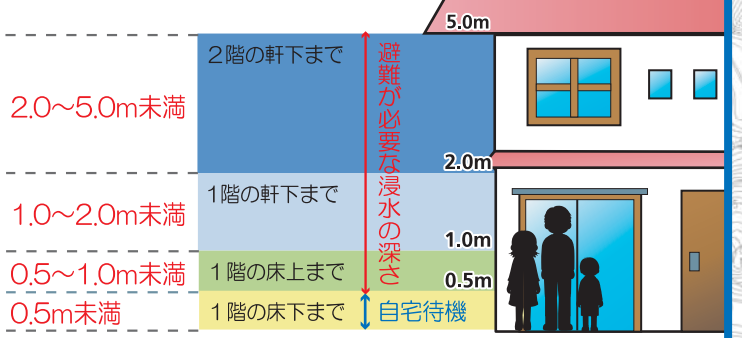 5.0m
2.0〜5.0m未満
2階の軒下まで
避難が必要な浸水の深さ
2.0m
1.0〜2.0m未満
1階の軒下まで
1.0m
0.5〜1.0m未満
1階の床上まで
0.5m
0.5m未満
1階の床下まで
自宅待機